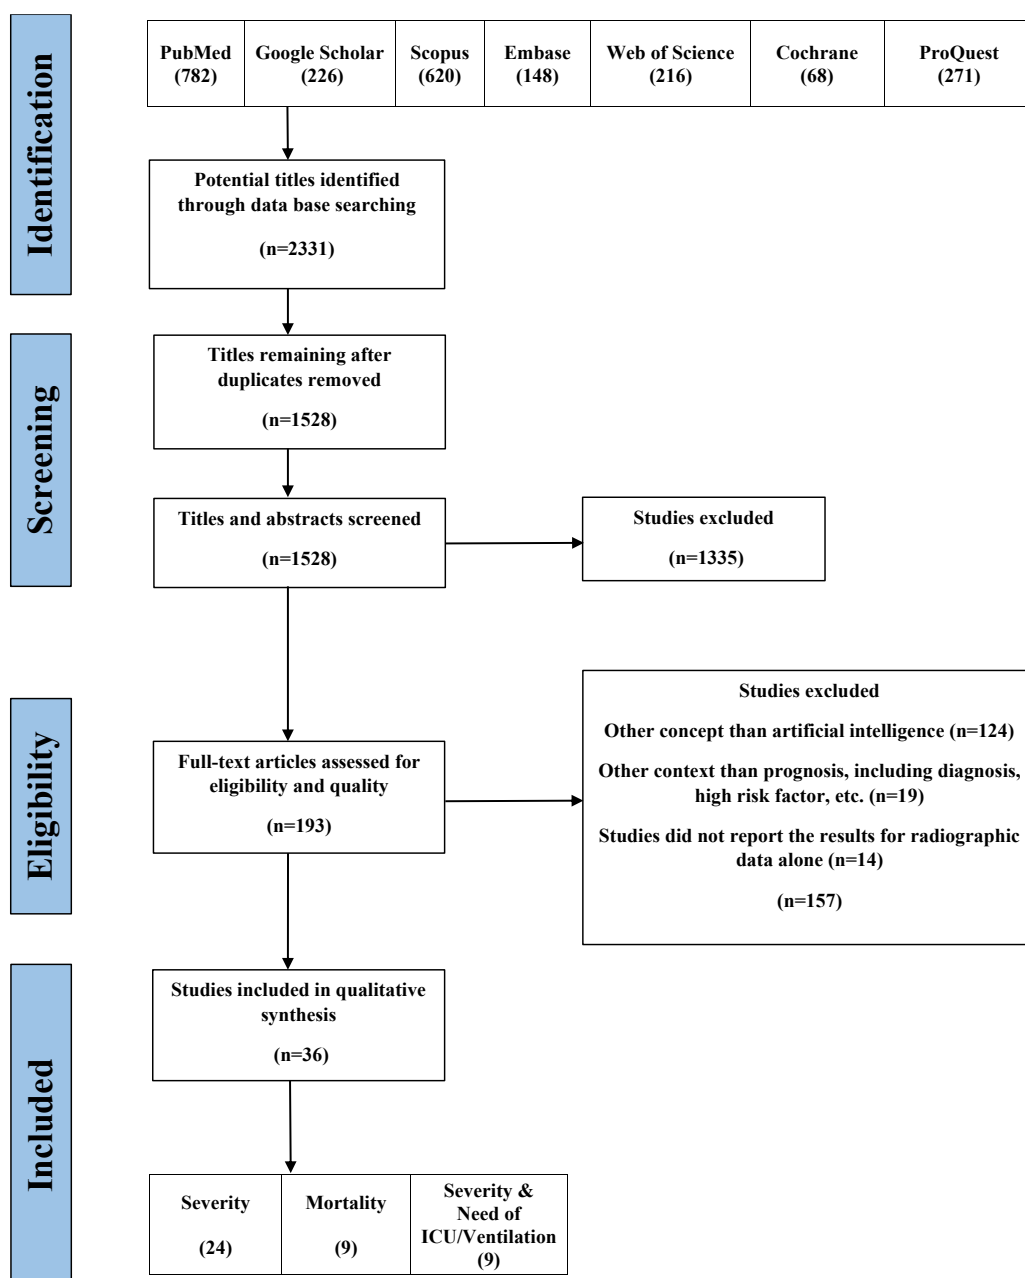 Identification
PubMed
(782)
Google Scholar
(226)
Scopus
(620)
Embase
(148)
Web of Science
(216)
Cochrane
(68)
ProQuest
(271)
Potential titles identified
through data base searching
(n=2331)
Screening
Titles remaining after
duplicates removed
(n=1528)
Titles and abstracts screened
(n=1528)
Studies excluded
(n=1335)
Eligibility
Full-text articles assessed for
eligibility and quality
(n=193)
Studies excluded
Other concept than artificial intelligence (n=124)
Other context than prognosis, including diagnosis,
high risk factor, etc. (n=19)
Studies did not report the results for radiographic
data alone (n=14)
(n=157)
Included
Studies included in qualitative
synthesis
(n=36)
Severity
(24)
Mortality
(9)
Severity &
Need of
ICU/Ventilation
(9)